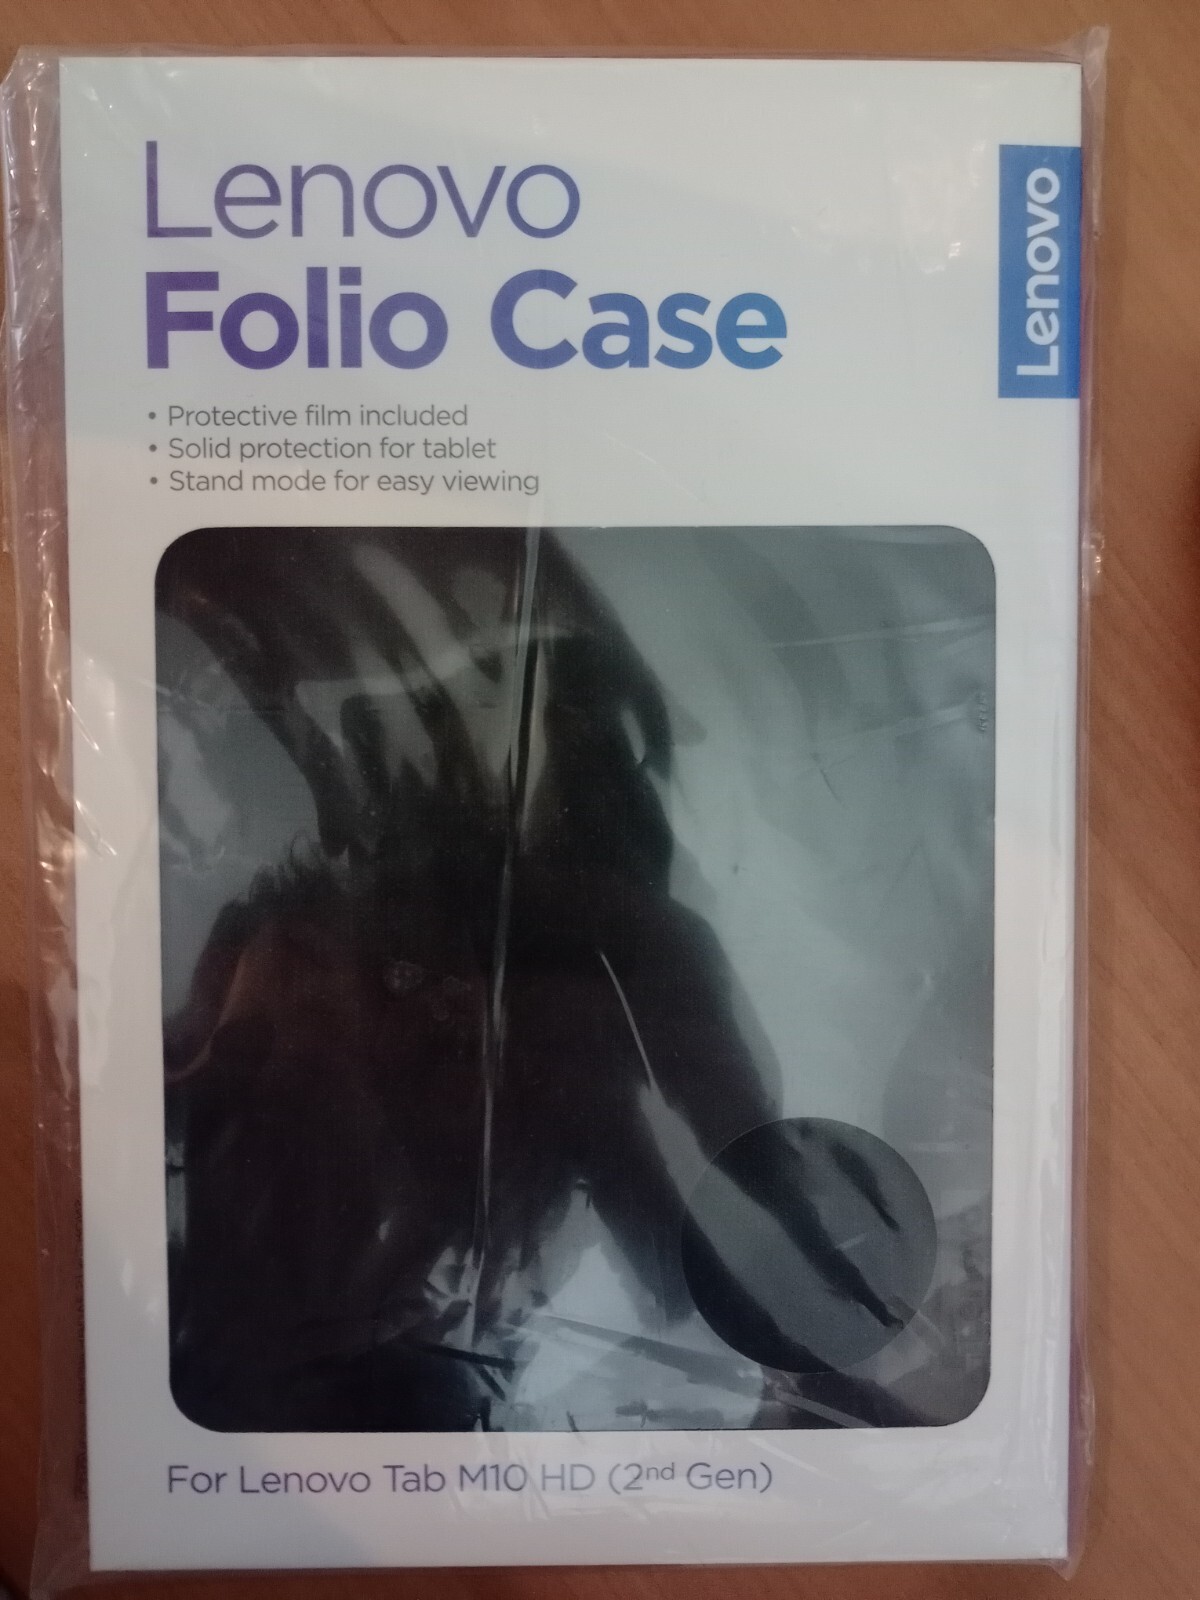 Lenovo
Folio Case
• Protective film included
• Solid protection for tablet
• Stand mode for easy viewing
Lenovo
For Lenovo Tab M10 HD (2nd Gen)